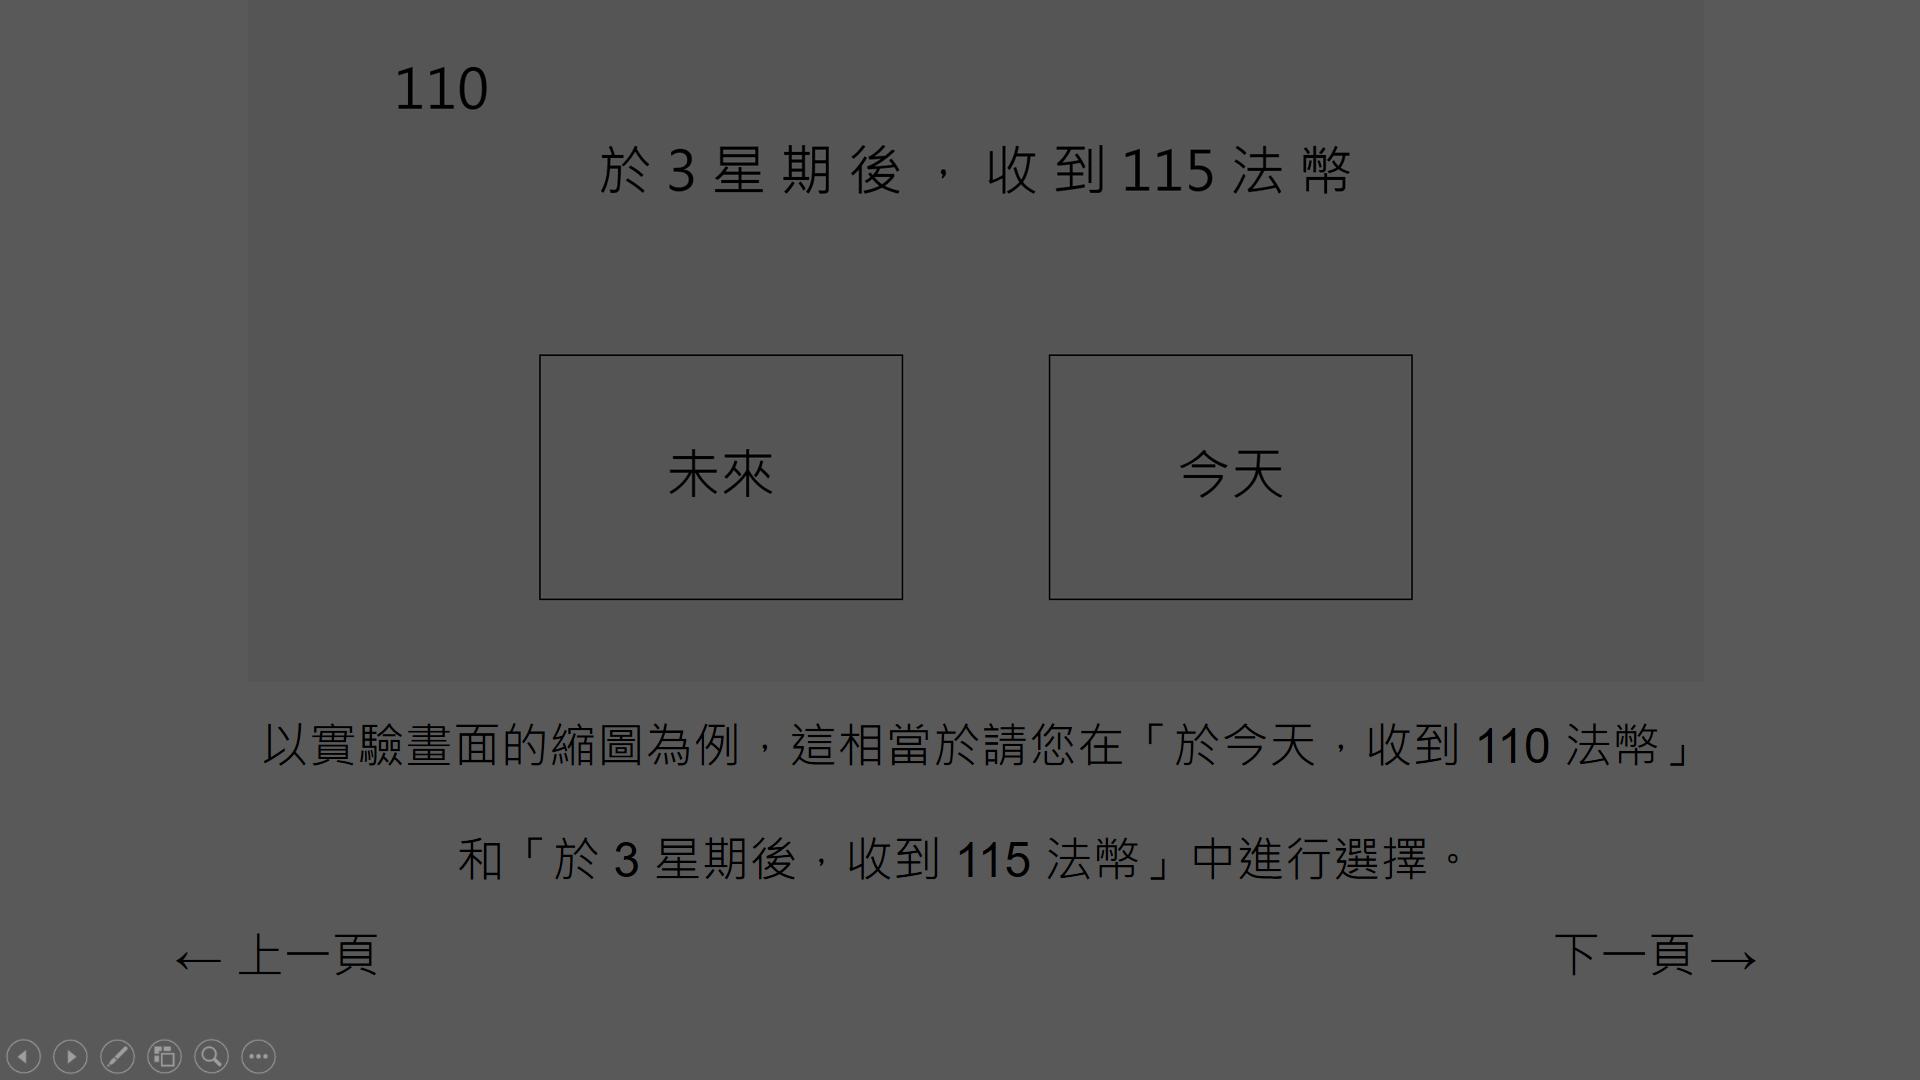 110
於 3 星 期 後 ， 收 到 115 法 幣
未來
今天
以實驗畫面的縮圖為例，這相當於請您在「於今天，收到 110 法幣」
和「於 3 星期後，收到 115 法幣」中進行選擇。
← 上一頁
下一頁 →